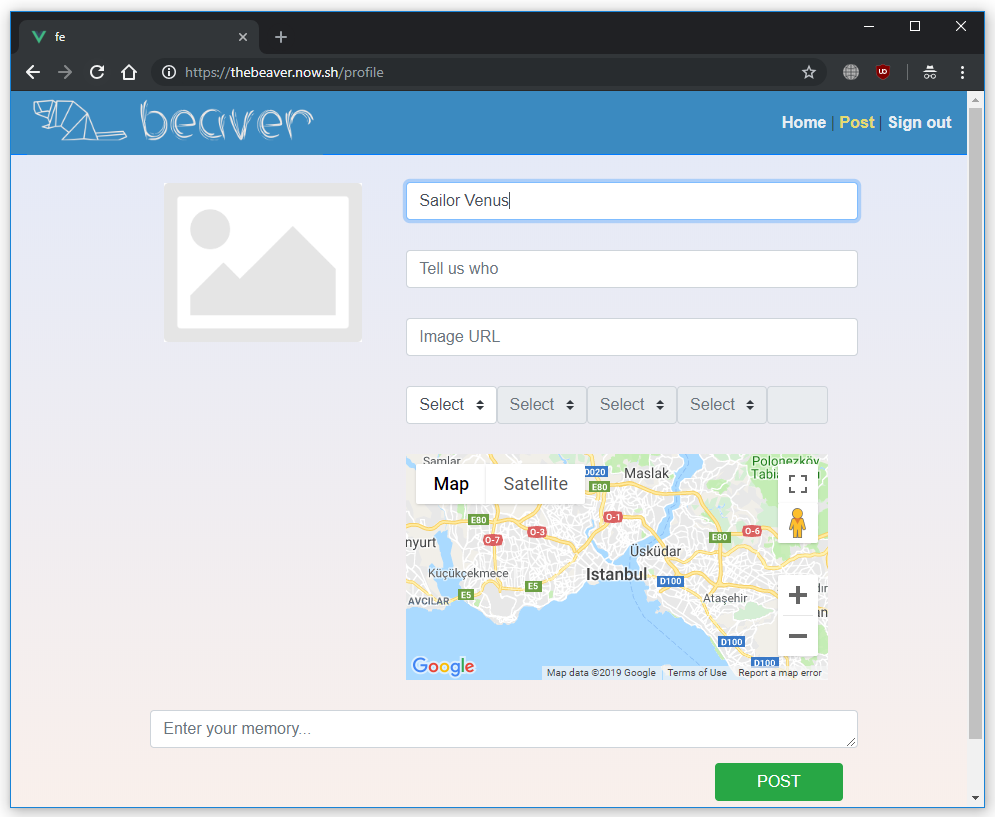 fe
https://thebeaver.now.sh/profile
beaver
Home | Post | Sign out
Sailor Venus
Tell us who
Image URL
Select Select Select Select
Samlar
Map Satellite
D020
E80
Maslak
Polonezköy
E80
O-1
O-7
O-3
E80
O-6
nyurt
Üsküdar
Küçükçekmece
Istanbul
D100
E5
AVCILAR
E5
Ataşehir
D100
D100
Google
Map data ©2019 Google
Terms of Use
Report a map error
Enter your memory...
POST